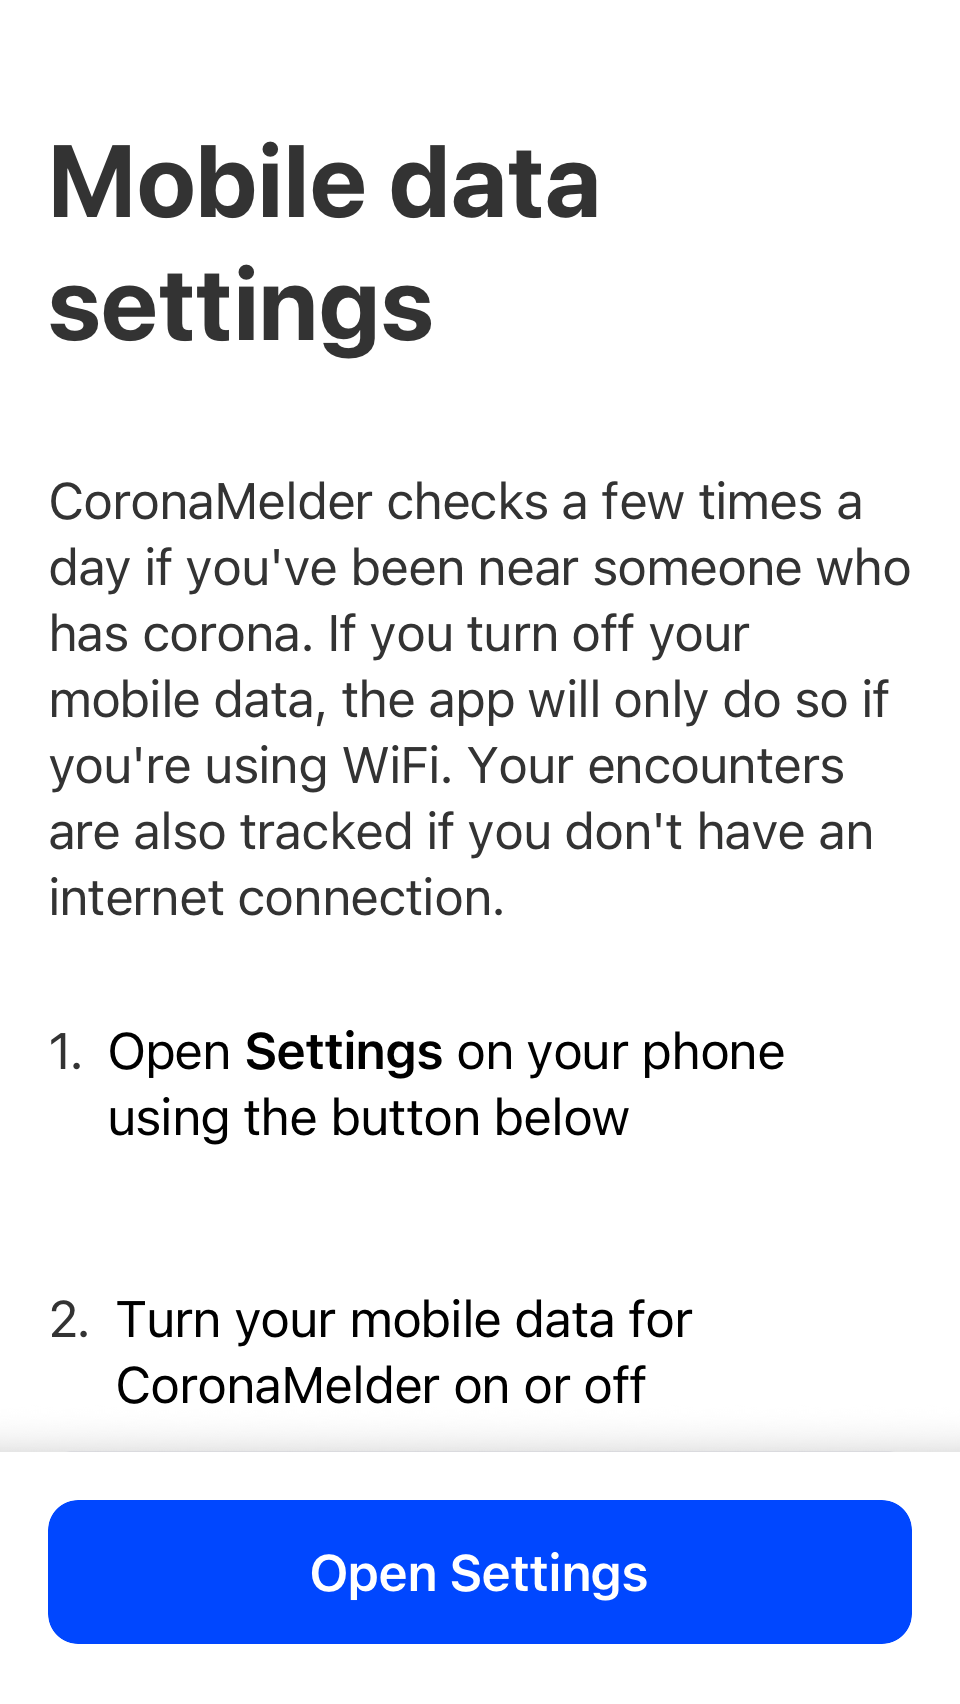 Mobile data
settings
CoronaMelder checks a few times a
day if you've been near someone who
has corona. If you turn off your
mobile data, the app will only do so if
you're using WiFi. Your encounters
are also tracked if you don't have an
internet connection.
1. Open Settings on your phone
using the button below
2. Turn your mobile data for
CoronaMelder on or off
Open Settings